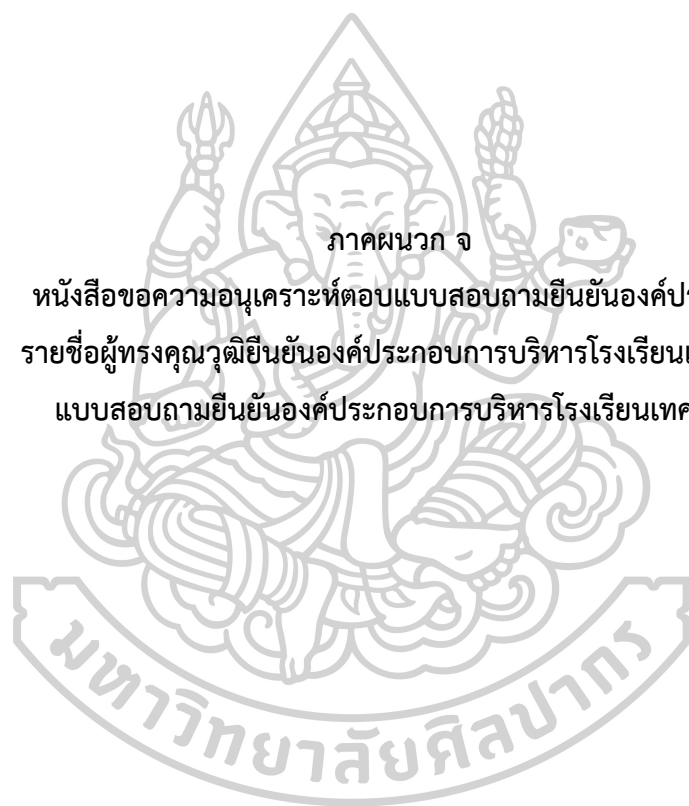 ภาคผนวก จ
หนังสือขอความอนุเคราะห์ตอบแบบสอบถามยืนยันองค์ป
รายชื่อผู้ทรงคุณวุฒิยืนยันองค์ประกอบการบริหารโรงเรียน
แบบสอบถามยืนยันองค์ประกอบการบริหารโรงเรียนเทศ
มหาวิทยาลัยศิลปากร